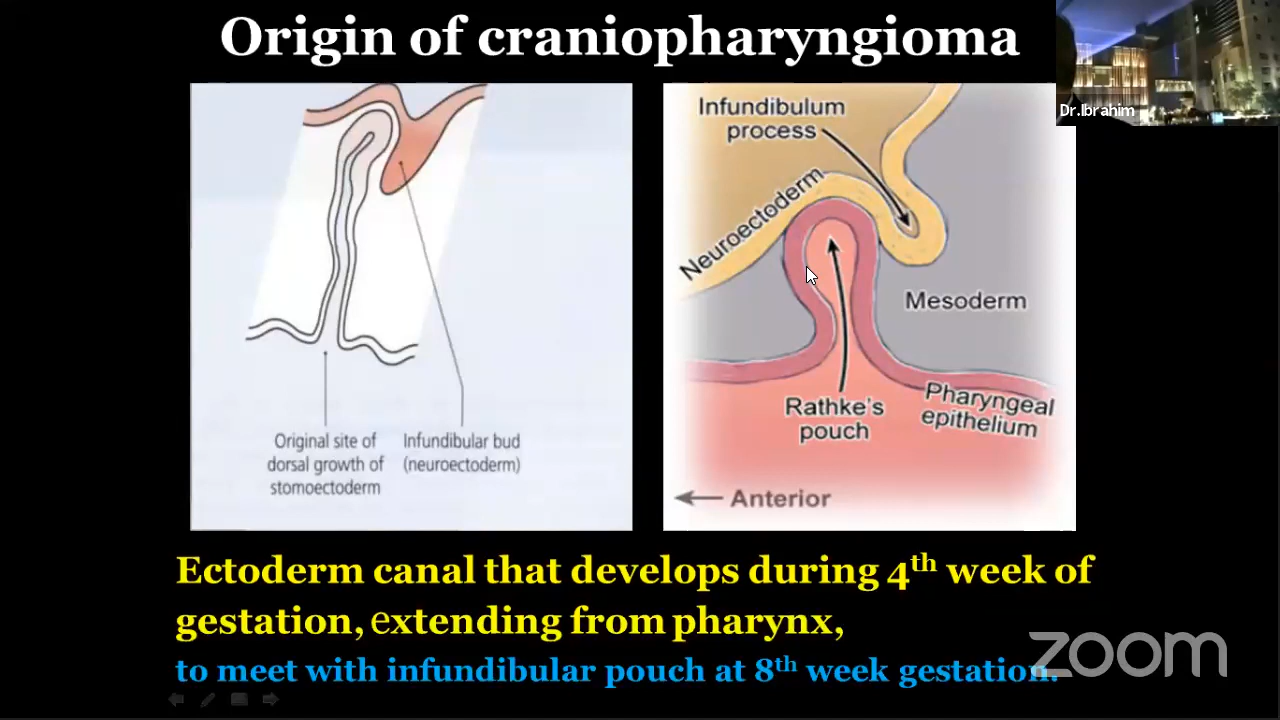 Origin of craniopharyngioma
Dr.Ibrahim
Original site of
dorsal growth of
stomoectoderm
Infundibular bud
(neuroectoderm)
Infundibulum
process
Neuroectoderm
Mesoderm
Rathke's
pouch
Pharyngeal
epithelium
Anterior
Ectoderm canal that develops during 4th week of
gestation, extending from pharynx,
to meet with infundibular pouch at 8th week gestation.
zoom